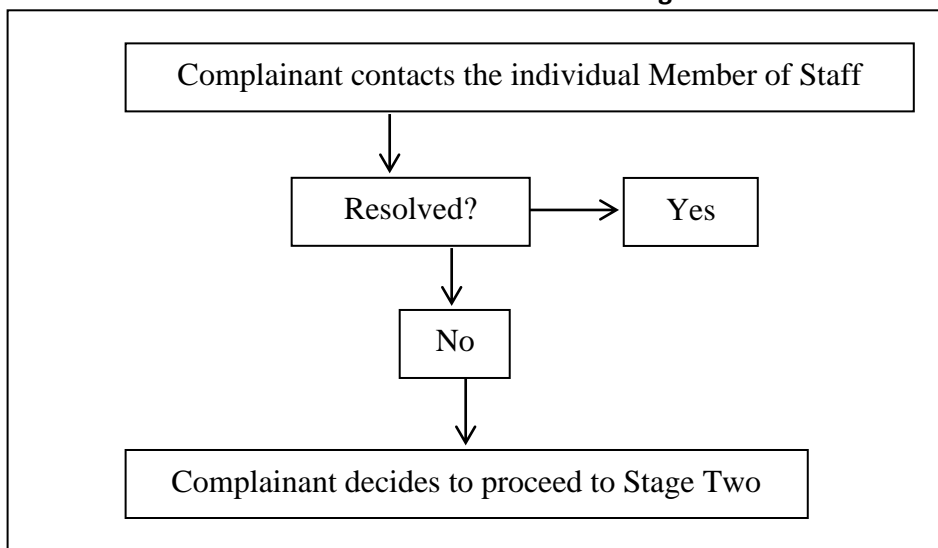 Complainant contacts the individual Member of Staff
Resolved?
Yes
No
Complainant decides to proceed to Stage Two